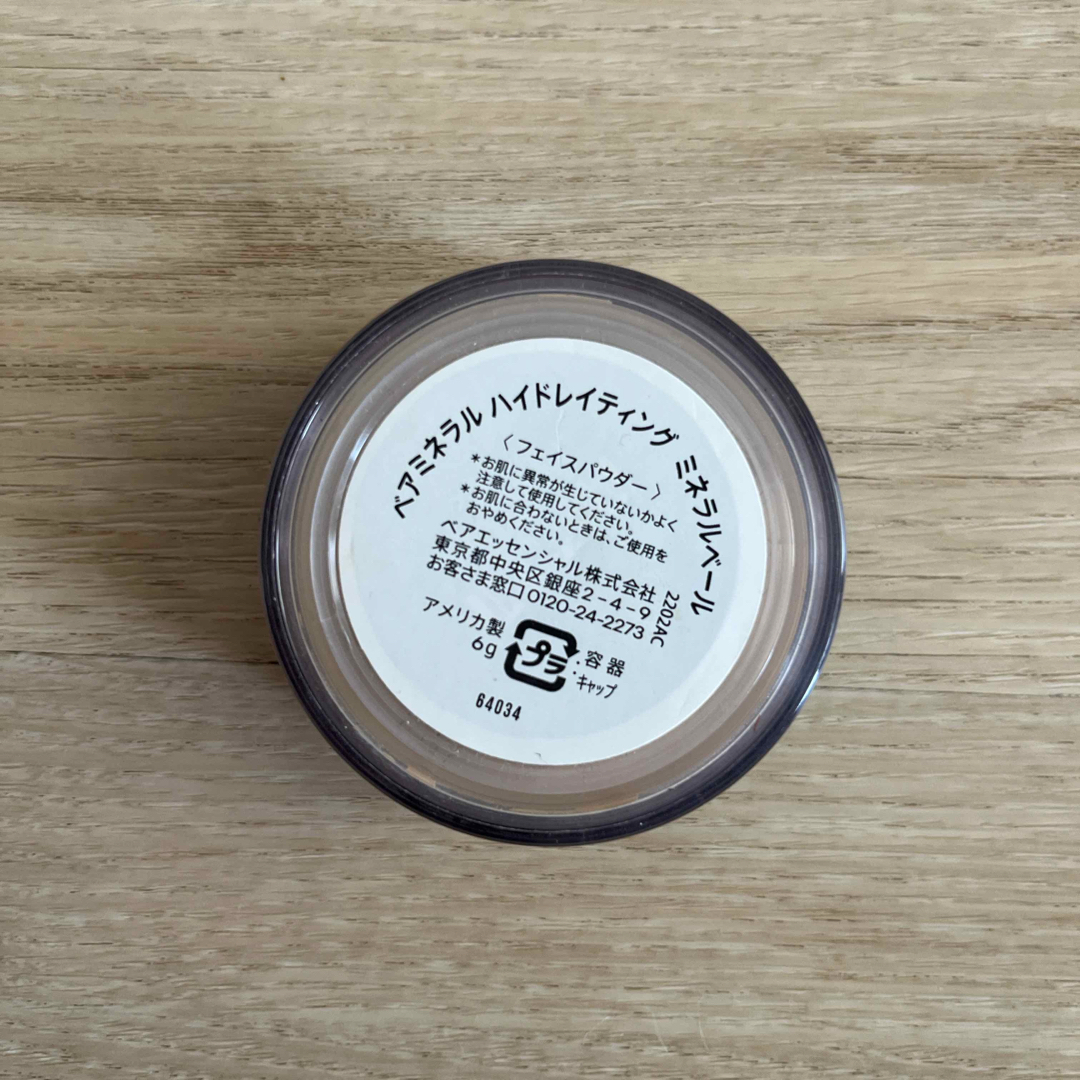 ベアミネラル ハイドレイティング ミネラルベール
〈フェイスパウダー〉
*お肌に異常が生じていないかよく
注意して使用してください。
*お肌に合わないときは、ご使用を
おやめください。
ベアエッセンシャル株式会社
東京都中央区銀座2-4-9
お客さま窓口0120-24-2273
2202AC
アメリカ製
6g
プラ
:容器
:キャップ
64034